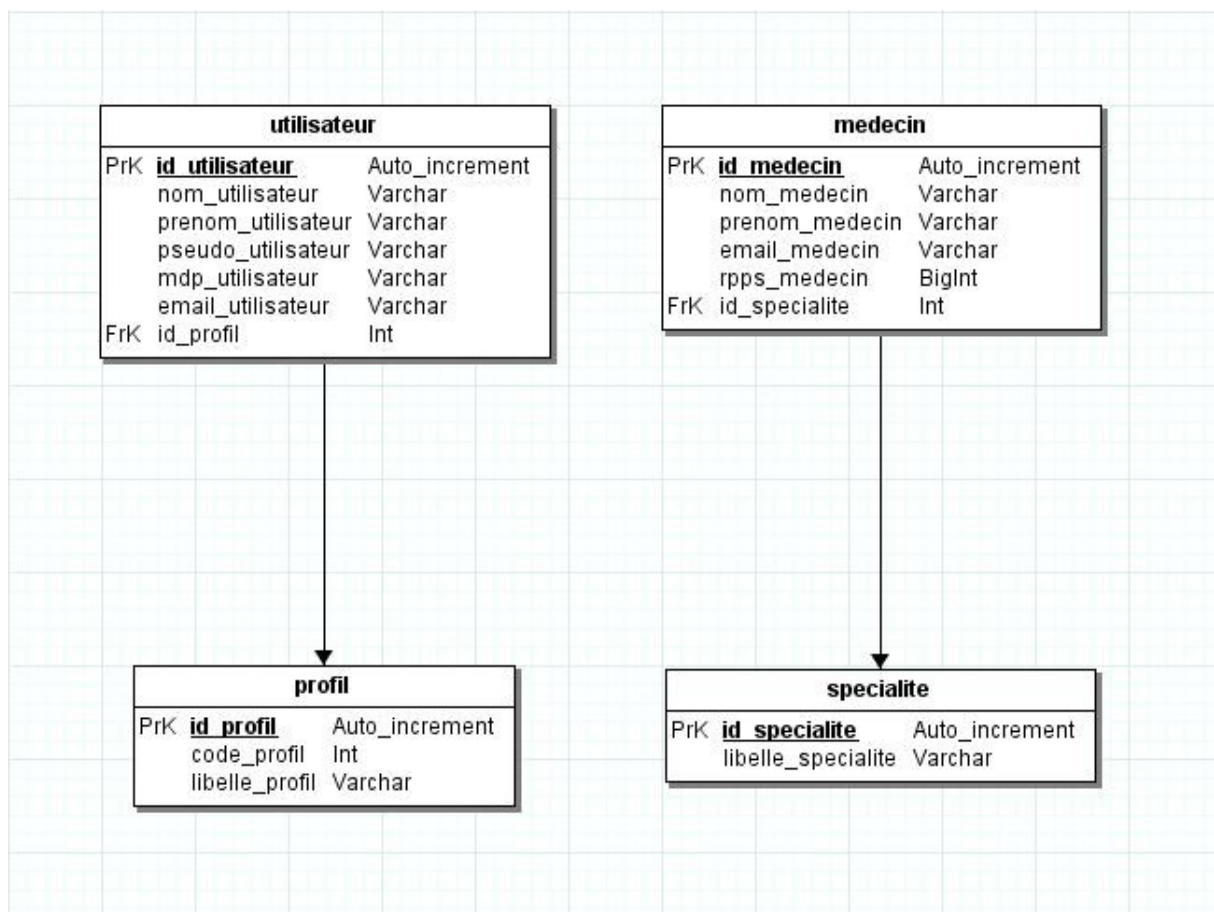 utilisateur
PrK id_utilisateur Auto_increment
nom_utilisateur Varchar
prenom_utilisateur Varchar
pseudo_utilisateur Varchar
mdp_utilisateur Varchar
email_utilisateur Varchar
FrK id_profil Int
medecin
PrK id_medecin Auto_increment
nom_medecin Varchar
prenom_medecin Varchar
email_medecin Varchar
rpps_medecin BigInt
FrK id_specialite Int
profil
PrK id_profil Auto_increment
code_profil Int
libelle_profil Varchar
specialite
PrK id_specialite Auto_increment
libelle_specialite Varchar